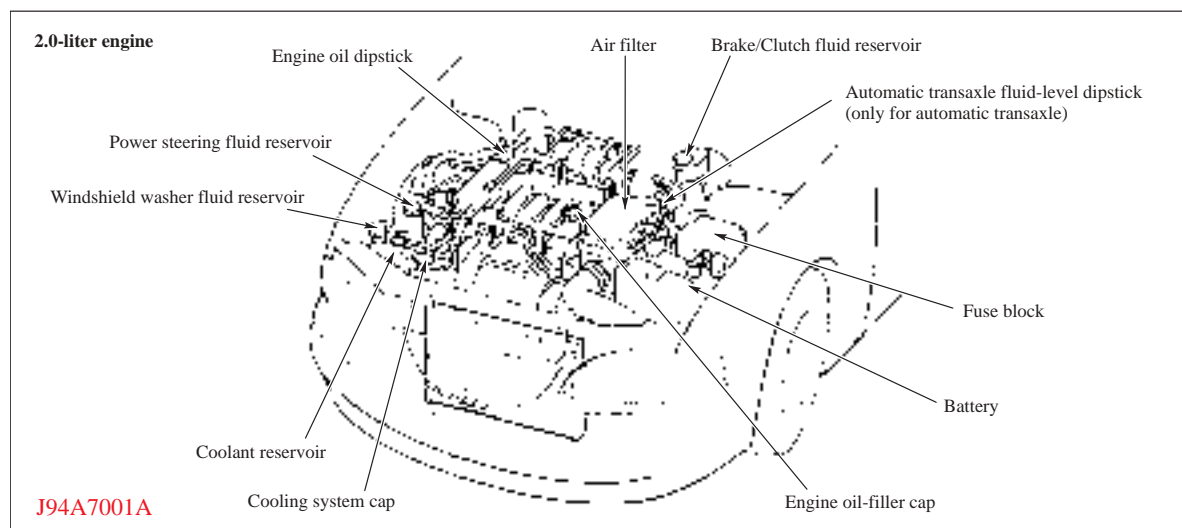 2.0-liter engine
Engine oil dipstick
Air filter
Brake/Clutch fluid reservoir
Automatic transaxle fluid-level dipstick
(only for automatic transaxle)
Power steering fluid reservoir
Windshield washer fluid reservoir
Fuse block
Battery
Coolant reservoir
Cooling system cap
Engine oil-filler cap
J94A7001A